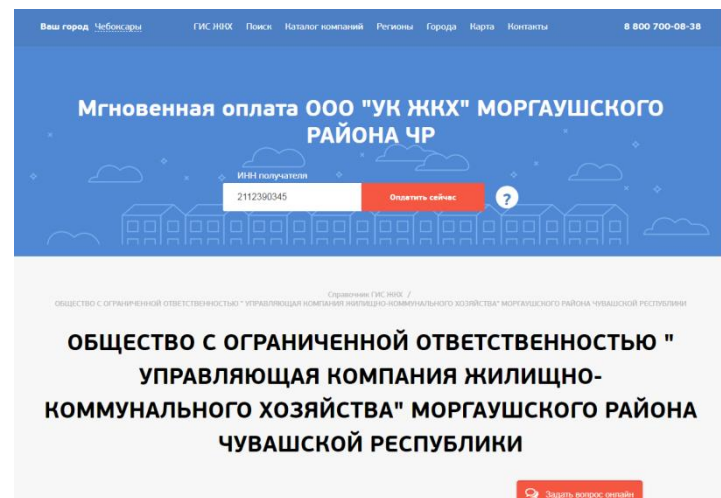 Ваш город Чебоксары ГИС ЖКХ Поиск Каталог компаний Регионы Города Карта Контакты 8 800 700-08-38
Мгновенная оплата ООО "УК ЖКХ" МОРГАУШСКОГО
РАЙОНА ЧР
ИНН получателя
2112390345 Оплатить сейчас ?
Справочник ГИС ЖКХ /
ОБЩЕСТВО С ОГРАНИЧЕННОЙ ОТВЕТСТВЕННОСТЬЮ " УПРАВЛЯЮЩАЯ КОМПАНИЯ ЖИЛИЩНО-КОММУНАЛЬНОГО ХОЗЯЙСТВА" МОРГАУШСКОГО РАЙОНА ЧУВАШСКОЙ РЕСПУБЛИКИ
ОБЩЕСТВО С ОГРАНИЧЕННОЙ ОТВЕТСТВЕННОСТЬЮ "
УПРАВЛЯЮЩАЯ КОМПАНИЯ ЖИЛИЩНО-
КОММУНАЛЬНОГО ХОЗЯЙСТВА" МОРГАУШСКОГО РАЙОНА
ЧУВАШСКОЙ РЕСПУБЛИКИ
Задать вопрос онлайн